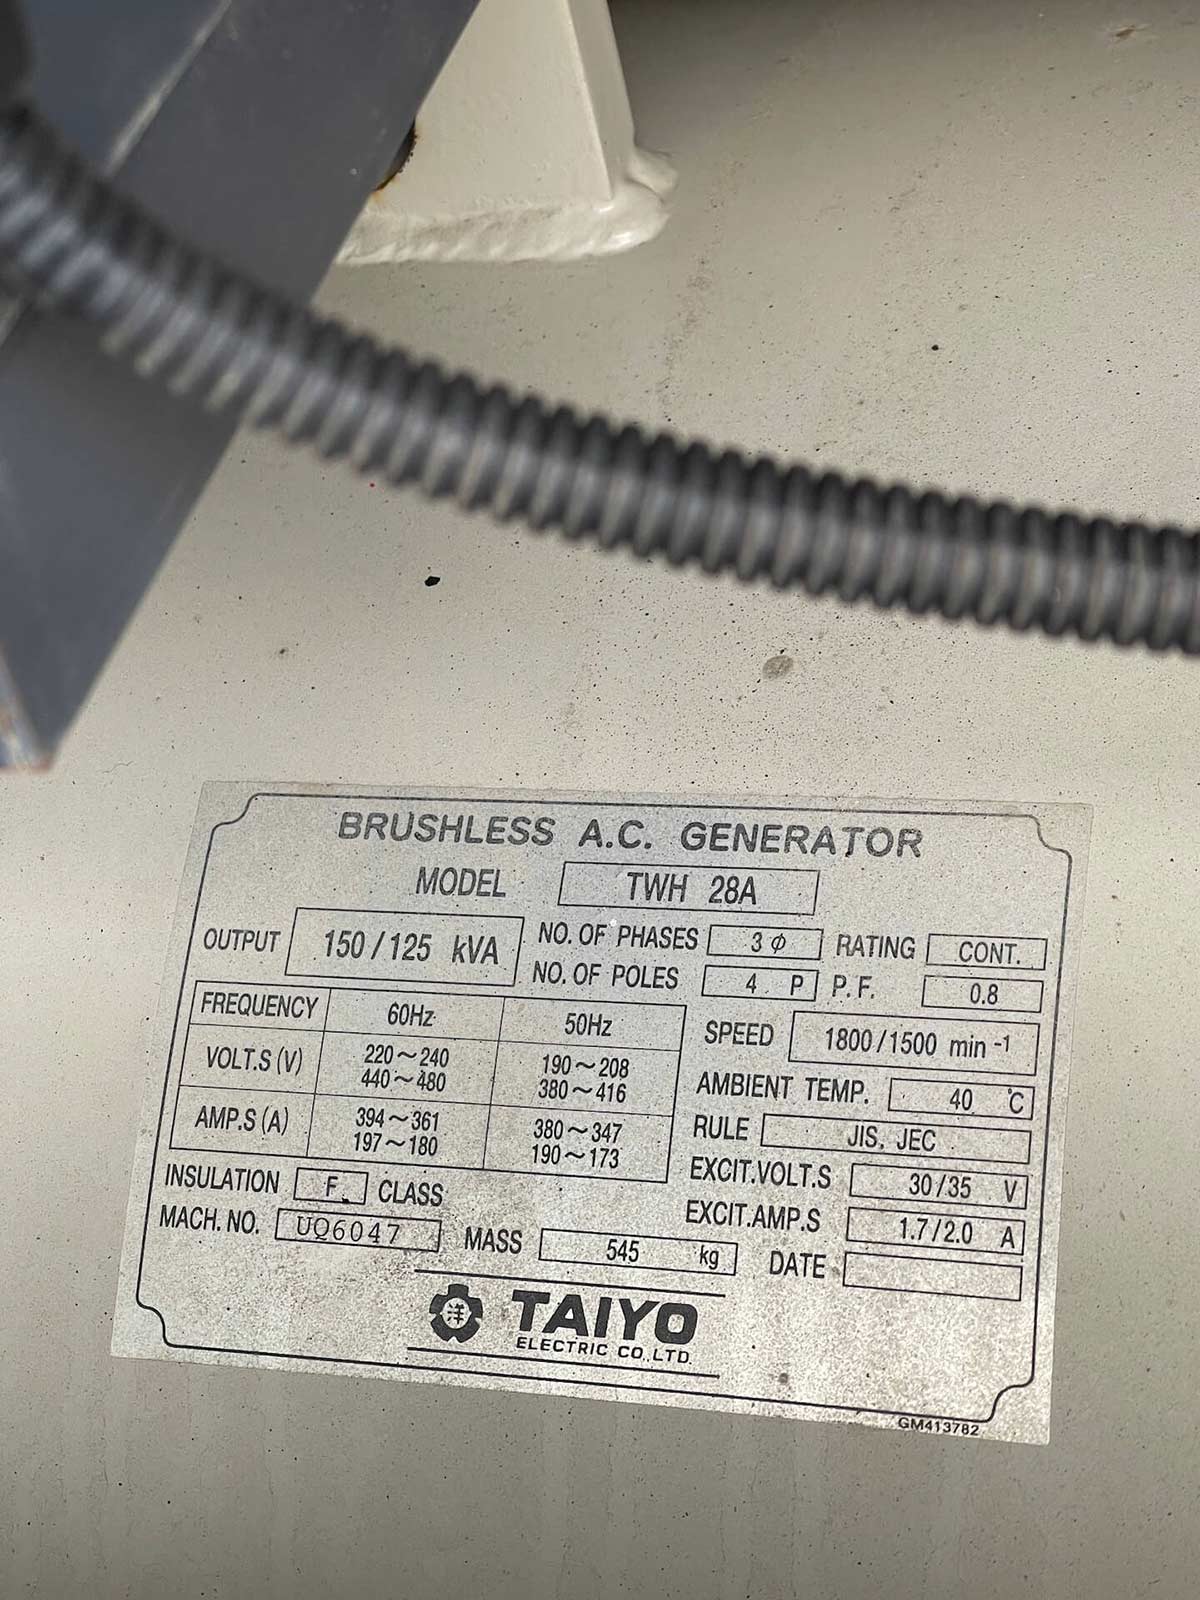 BRUSHLESS A.C. GENERATOR
MODEL TWH 28A
OUTPUT 150/125 kVA
NO. OF PHASES 3φ RATING CONT.
NO. OF POLES 4 P P.F. 0.8
FREQUENCY 60Hz 50Hz
VOLT.S (V) 220~240 190~208
440~480 380~416
AMP.S (A) 394~361 380~347
197~180 190~173
SPEED 1800/1500 min -1
AMBIENT TEMP. 40 ℃
RULE JIS, JEC
EXCIT.VOLT.S 30/35 V
EXCIT.AMP.S 1.7/2.0 A
INSULATION F CLASS
MACH. NO. UQ6047 MASS 545 kg DATE
洋 TAIYO
ELECTRIC CO.,LTD.
GM413782